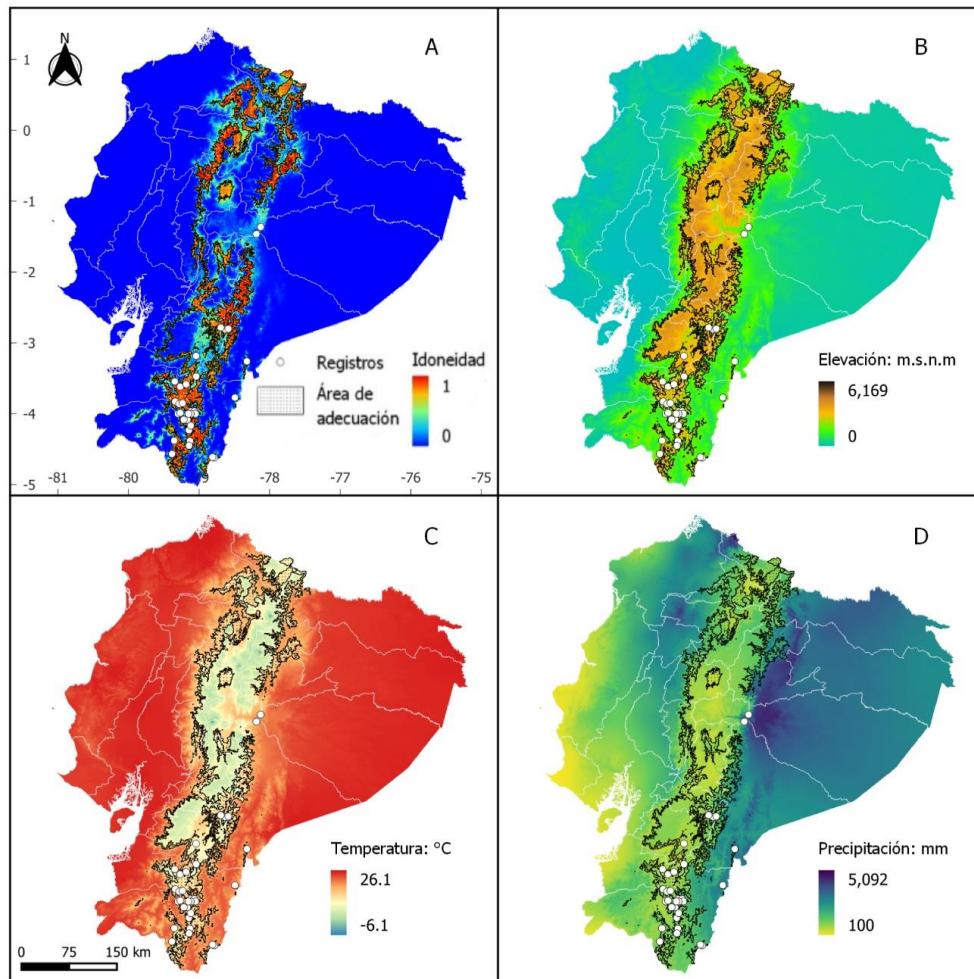 N
A
B
1
0
-1
-2
-3
-4
-5
-81
-80
-79
-78
-77
-76
-75
Registros
Área de
adecuación
Idoneidad
1
0
Elevación: m.s.n.m
6,169
0
C
D
Temperatura: °C
26.1
-6.1
0 75 150 km
Precipitación: mm
5,092
100